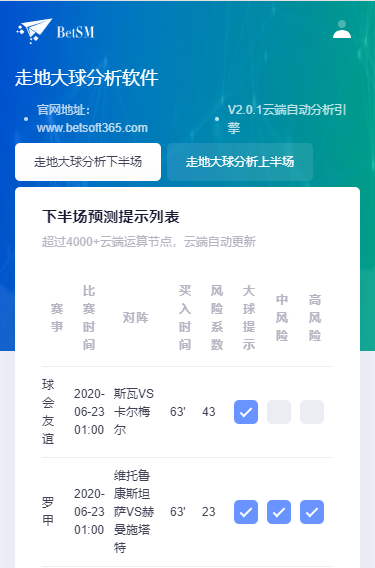 BetSM
走地大球分析软件
官网地址:
www.betsoft365.com
V2.0.1云端自动分析引
擎
走地大球分析下半场
走地大球分析上半场
下半场预测提示列表
超过4000+云端运算节点，云端自动更新
赛事
比赛时间
对阵
买入时间
风险系数
大球提示
中风险
高风险
球会友谊
2020-
06-23
01:00
斯瓦VS
卡尔梅
尔
63'
43
罗甲
2020-
06-23
01:00
维托鲁
康斯坦
萨VS赫
曼施塔
特
63'
23